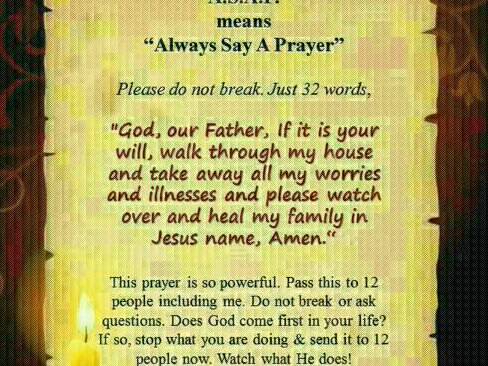 A.S.A.P.
means
“Always Say A Prayer”
Please do not break. Just 32 words,
"God, our Father, If it is your
will, walk through my house
and take away all my worries
and illnesses and please watch
over and heal my family in
Jesus name, Amen.“
This prayer is so powerful. Pass this to 12
people including me. Do not break or ask
questions. Does God come first in your life?
If so, stop what you are doing & send it to 12
people now. Watch what He does!